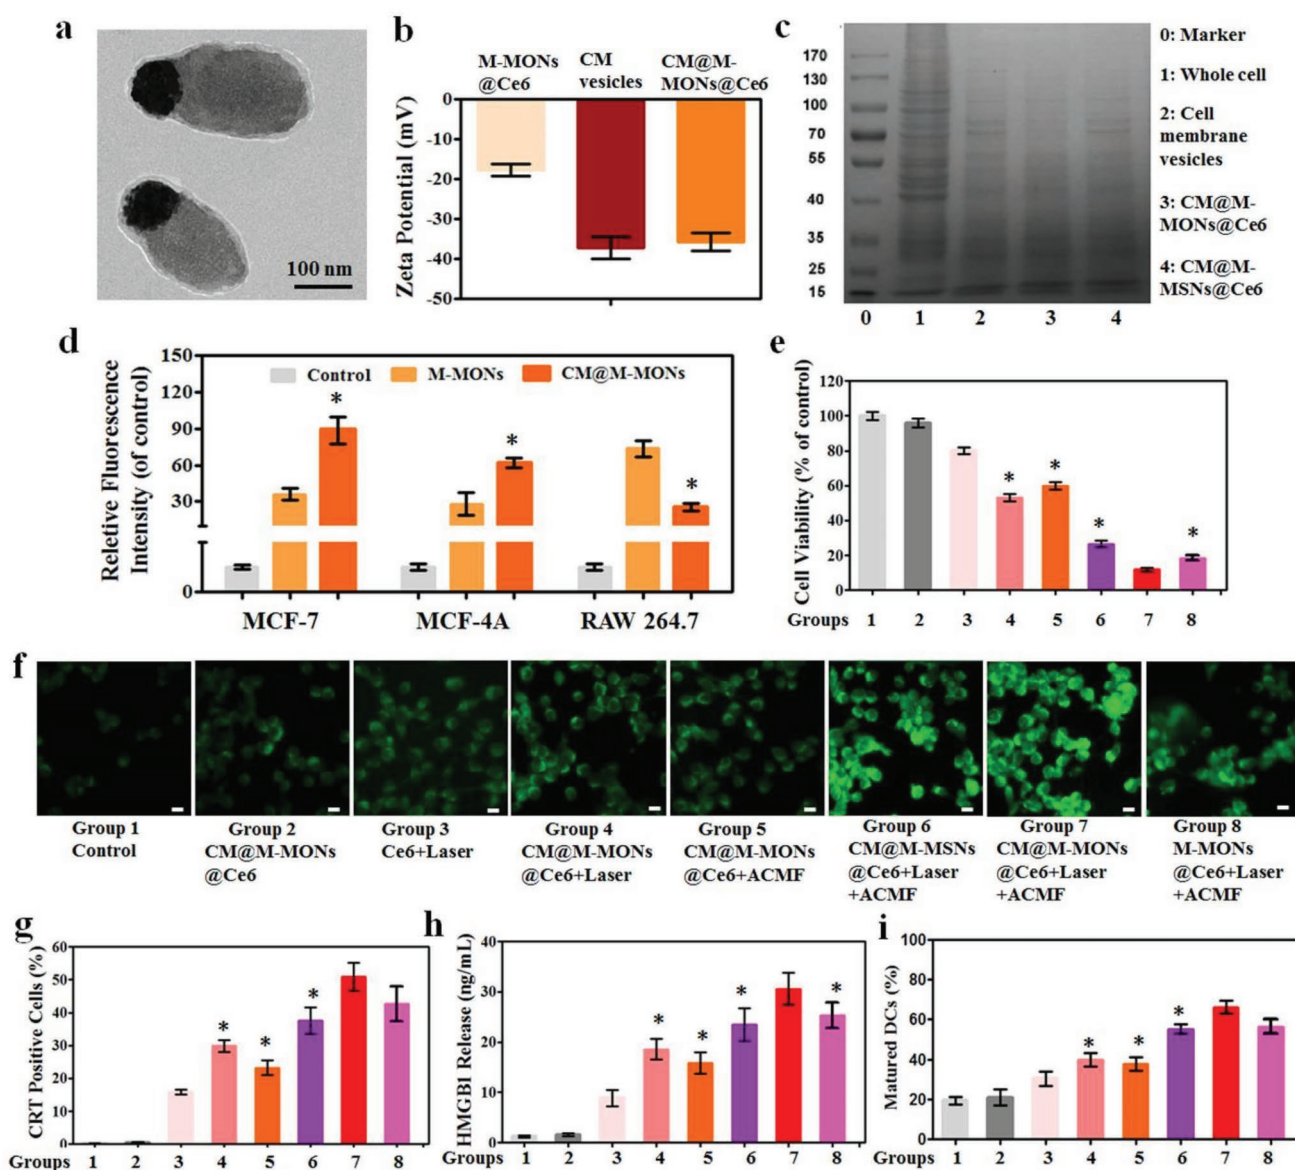 a
100 nm
b
M-MONs
@Ce6
CM
vesicles
CM@M-
MONs@Ce6
Zeta Potential (mV)
0
-10
-20
-30
-40
-50
c
170
130
100
70
55
40
35
25
15
0 1 2 3 4
0: Marker
1: Whole cell
2: Cell
membrane
vesicles
3: CM@M-
MONs@Ce6
4: CM@M-
MSNs@Ce6
d
Reletive Fluorescence
Intensity (of control)
150
120
90
60
30
0
Control M-MONs CM@M-MONs
* * *
MCF-7 MCF-4A RAW 264.7
e
Cell Viability (% of control)
120
100
80
60
40
20
0
* * * *
Groups 1 2 3 4 5 6 7 8
f
Group 1
Control
Group 2
CM@M-MONs
@Ce6
Group 3
Ce6+Laser
Group 4
CM@M-MONs
@Ce6+Laser
Group 5
CM@M-MONs
@Ce6+ACMF
Group 6
CM@M-MSNs
@Ce6+Laser
+ACMF
Group 7
CM@M-MONs
@Ce6+Laser
+ACMF
Group 8
M-MONs
@Ce6+Laser
+ACMF
g
CRT Positive Cells (%)
60
50
40
30
20
10
0
* * *
Groups 1 2 3 4 5 6 7 8
h
HMGBI Release (ng/mL)
40
30
20
10
0
* * * *
Groups 1 2 3 4 5 6 7 8
i
Matured DCs (%)
100
80
60
40
20
0
* * *
Groups 1 2 3 4 5 6 7 8